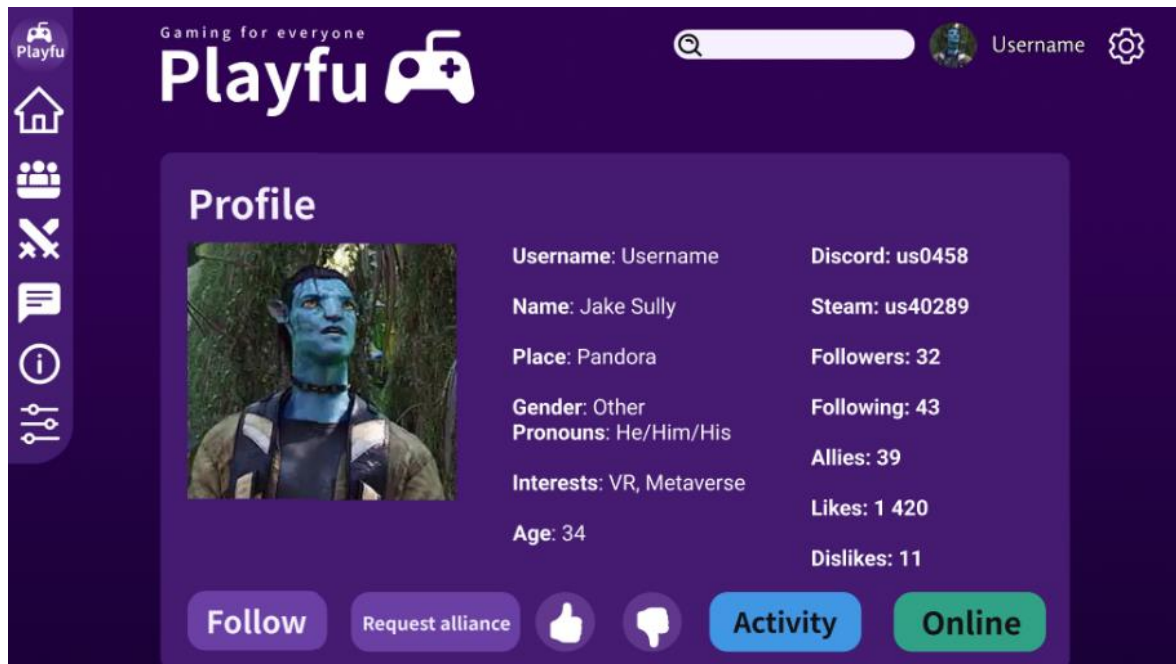 Playfu
Gaming for everyone
Playfu
Username
Profile
Username: Username
Name: Jake Sully
Place: Pandora
Gender: Other
Pronouns: He/Him/His
Interests: VR, Metaverse
Age: 34
Discord: us0458
Steam: us40289
Followers: 32
Following: 43
Allies: 39
Likes: 1 420
Dislikes: 11
Follow
Request alliance
Activity
Online